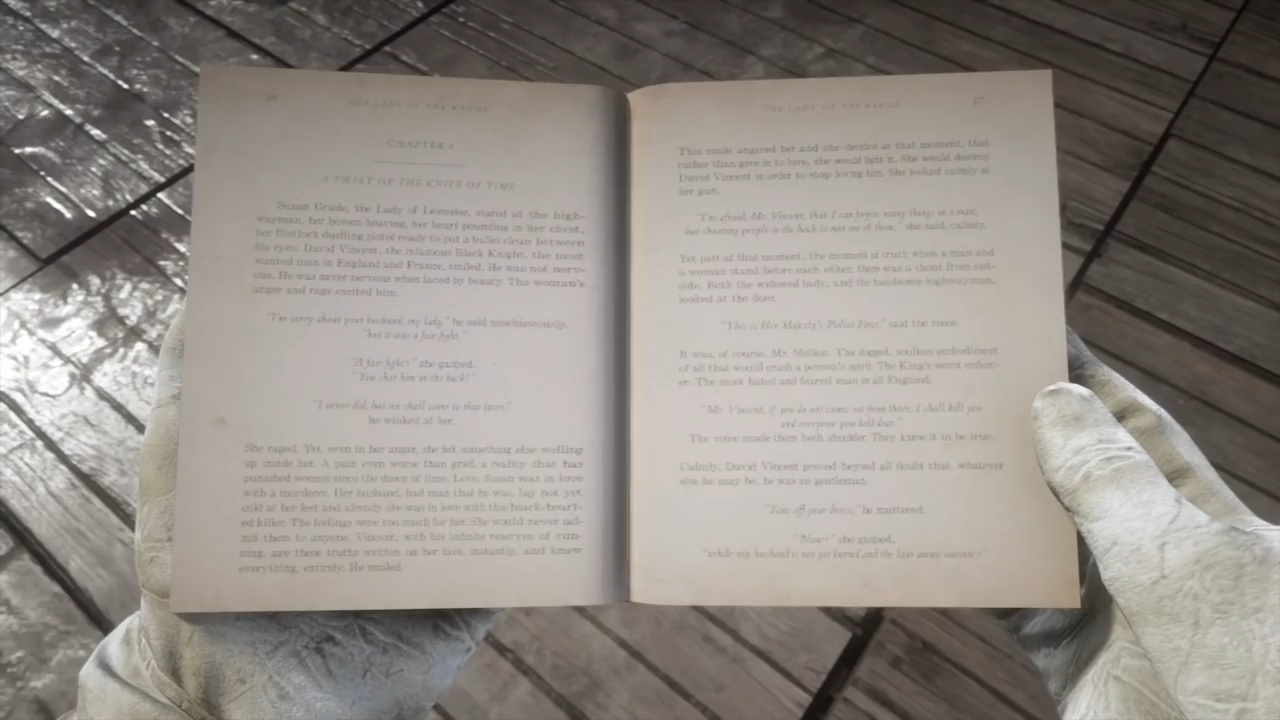 THE LADY OF THE MANOR
CHAPTER
A TWIST OF THE KNIFE OF TIME
Susan Grade, the Lady of Leicester, stared at the high-
wayman, her bosom heaving, her heart pounding in her chest,
her flintlock duelling pistol ready to put a bullet clean between
his eyes. David Vincent, the infamous Black Knight, the most
wanted man in England and France, smiled. He was not nerv-
ous. He was never nervous when faced by beauty. The woman's
anger and rage excited him.
"I'm sorry about your husband, my lady," he said mischievously,
"but it was a fair fight."
"A fair fight?" she gasped.
"You shot him in the back!"
"I never did, but we shall come to that later,"
he winked at her.
She raged. Yet, even in her anger, she felt something else welling
up inside her. A pain even worse than grief, a reality that has
punished women since the dawn of time. Love. Susan was in love
with a murderer. Her husband, bad man that he was, lay not yet
cold at her feet and already she was in love with this black-heart-
ed killer. The feelings were too much for her. She would never ad-
mit them to anyone. Vincent, with his infinite reserves of cun-
ning, saw these truths written on her face, instantly, and knew
everything, entirely. He smiled.
THE LADY OF THE MANOR
47
This smile angered her and she decided at that moment, that
rather than give in to love, she would fight it. She would destroy
David Vincent in order to stop loving him. She looked calmly at
her gun.
"I'm afraid, Mr. Vincent, that I can forgive many things in a man,
but shooting people in the back is not one of them," she said, calmly.
Yet just at that moment, the moment of truth when a man and
a woman stand before each other, there was a shout from out-
side. Both the widowed lady, and the handsome highwayman,
looked at the door.
"This is Her Majesty's Police Force," said the voice.
It was, of course, Mr. Mellon. The dogged, soulless embodiment
of all that would crush a person's spirit. The King's worst enforc-
er. The most hated and feared man in all England.
"Mr. Vincent, if you do not come out from there, I shall kill you
and everyone you hold dear."
The voice made them both shudder. They knew it to be true.
Calmly, David Vincent proved beyond all doubt that, whatever
else he may be, he was no gentleman.
"Take off your dress," he muttered.
"Now?" she gasped,
"while my husband is not yet buried and the law awaits outside?"